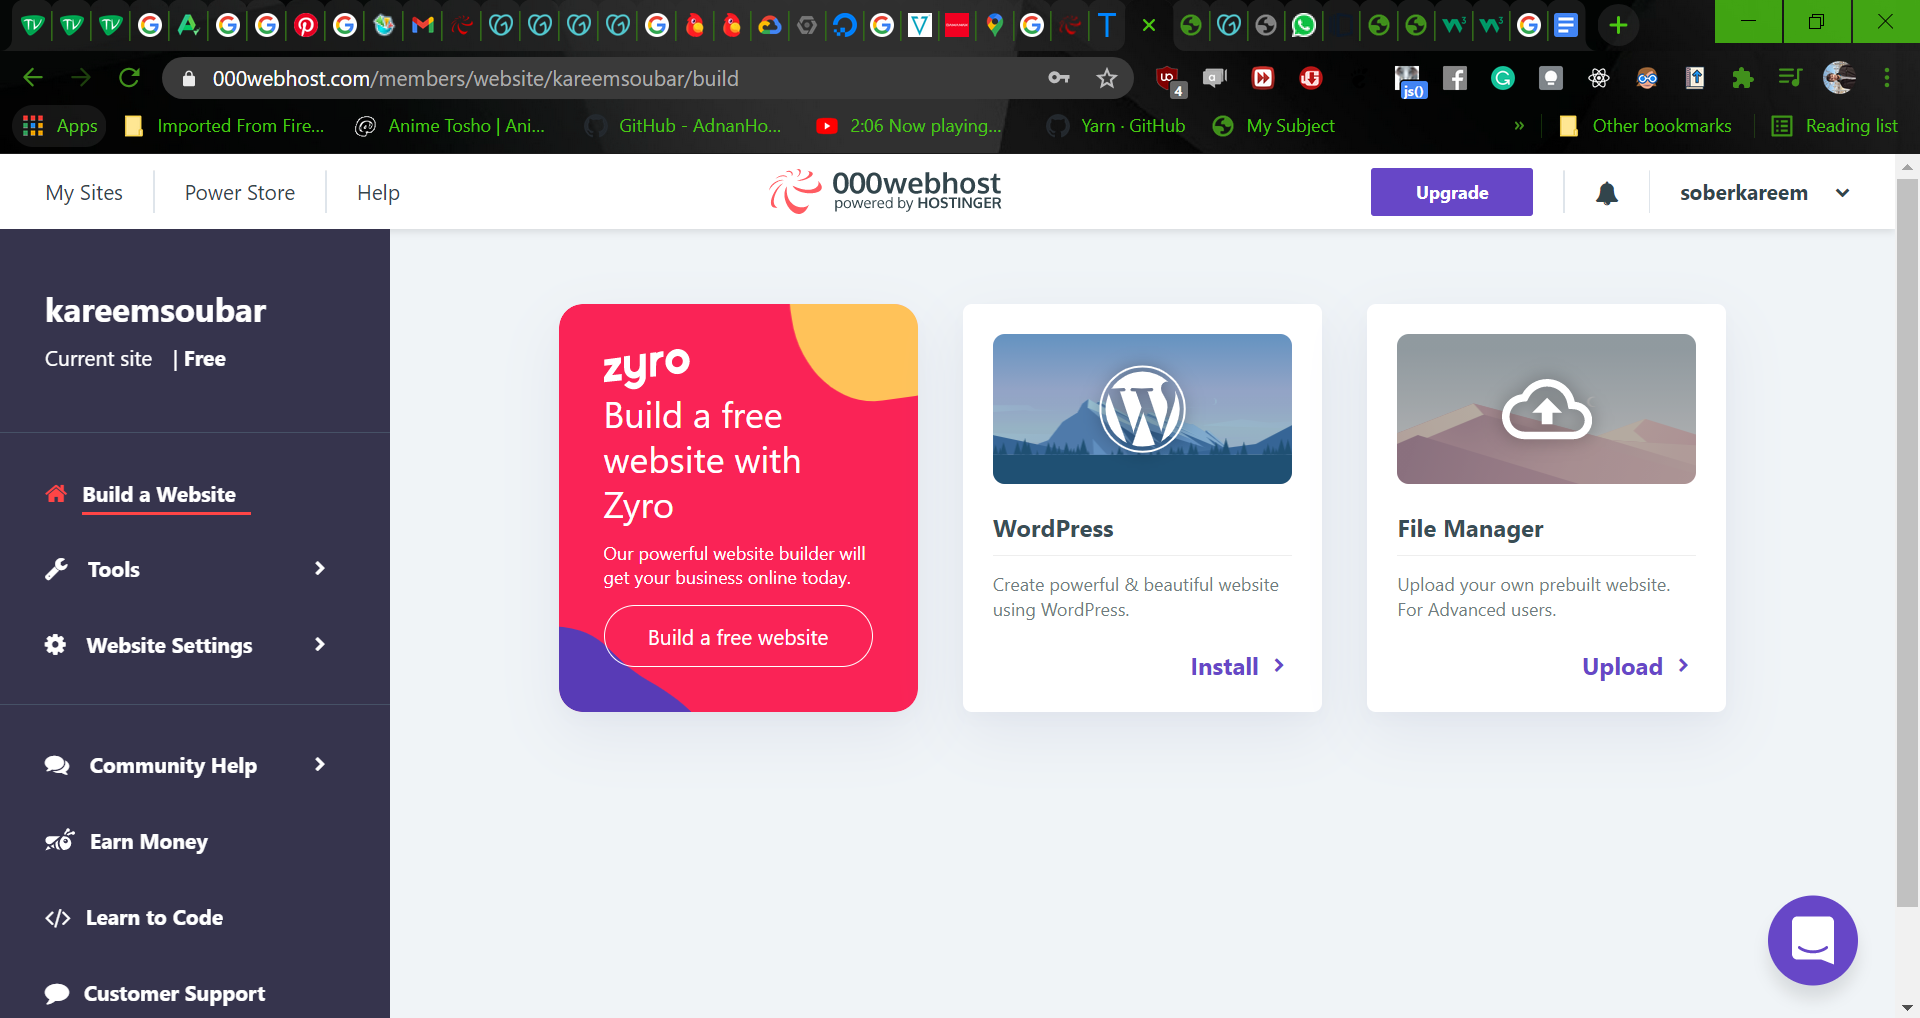 000webhost.com/members/website/kareemsoubar/build
4
js()
Apps
Imported From Fire...
Anime Tosho | Ani...
GitHub - AdnanHo...
2:06 Now playing...
Yarn · GitHub
My Subject
»
Other bookmarks
Reading list
My Sites
Power Store
Help
000webhost
powered by HOSTINGER
Upgrade
soberkareem
kareemsoubar
Current site | Free
Build a Website
Tools
Website Settings
Community Help
Earn Money
Learn to Code
Customer Support
zyro
Build a free
website with
Zyro
Our powerful website builder will
get your business online today.
Build a free website
WordPress
Create powerful & beautiful website
using WordPress.
Install
File Manager
Upload your own prebuilt website.
For Advanced users.
Upload